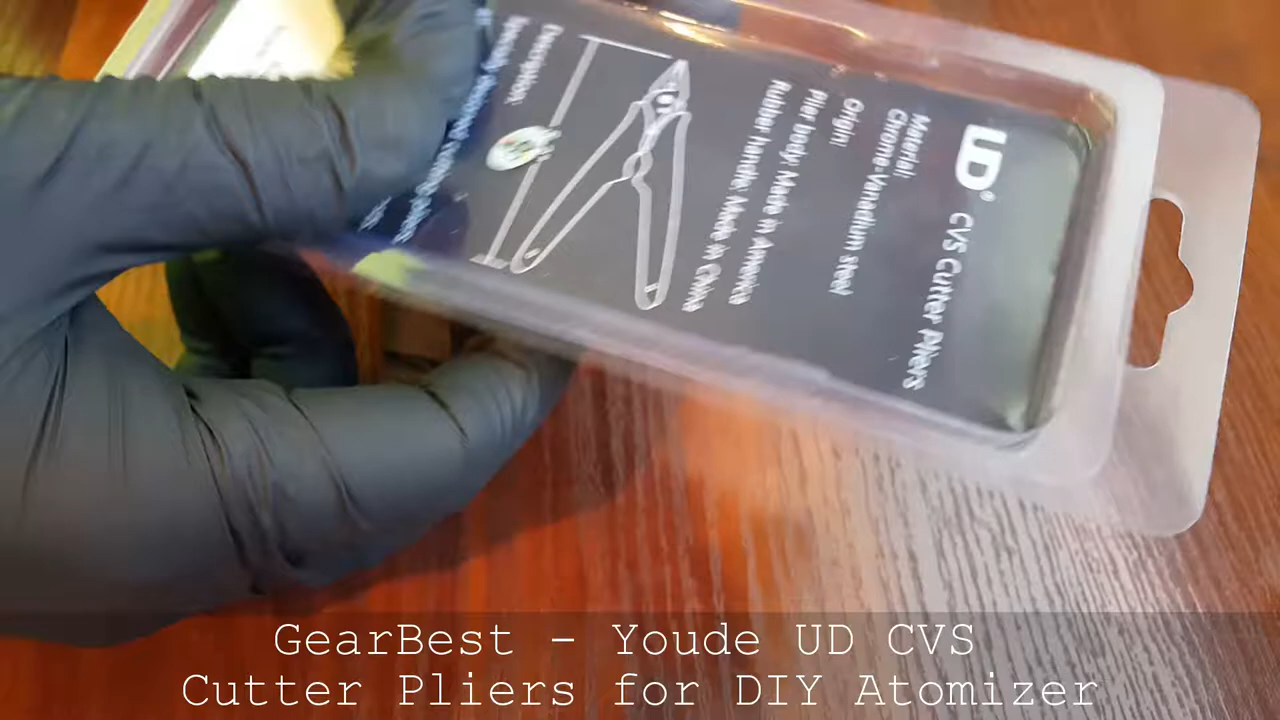 UD® CVS Cutter Pliers
Material:
Chrome-Vanadium steel
Origin:
Plier body: Made in America
Rubber handle: Made in China
Description:
GearBest - Youde UD CVS
Cutter Pliers for DIY Atomizer